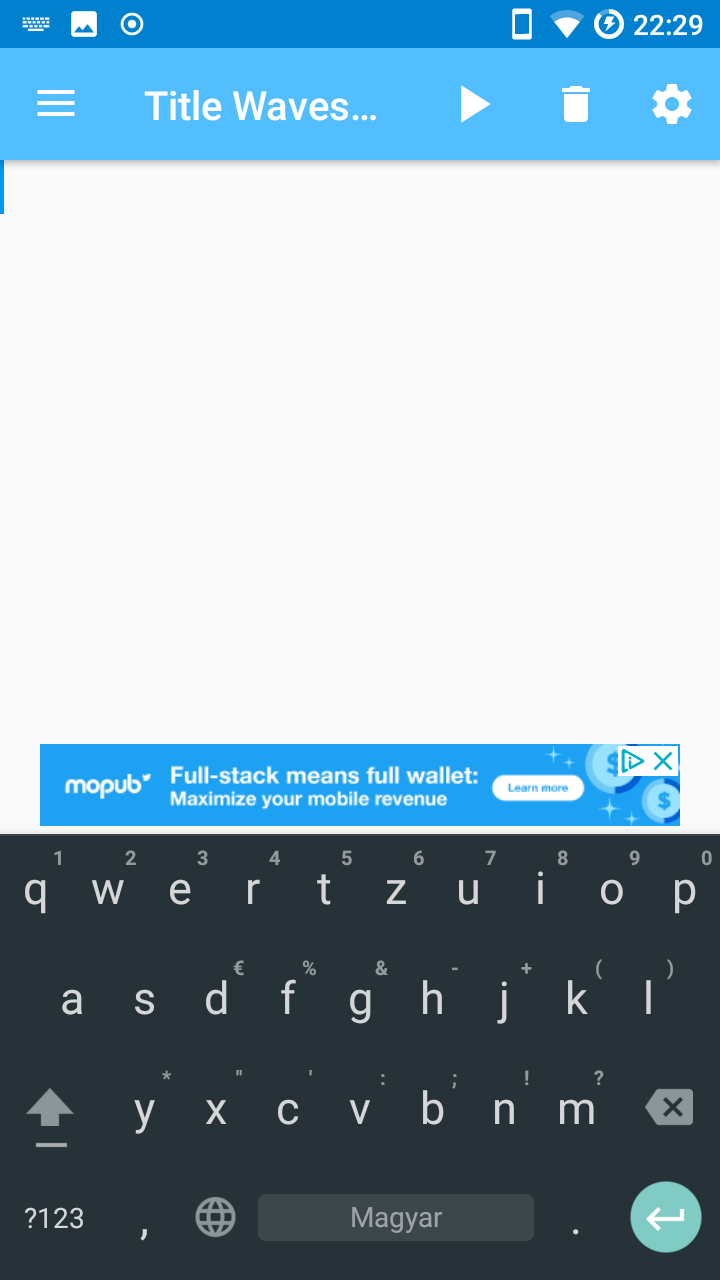 22:29
Title Waves...
mopub Full-stack means full wallet: Learn more
Maximize your mobile revenue
1 2 3 4 5 6 7 8 9 0
q w e r t z u i o p
€ % & - + ( )
a s d f g h j k l
* " ' : ; ! ?
y x c v b n m
?123 , Magyar .